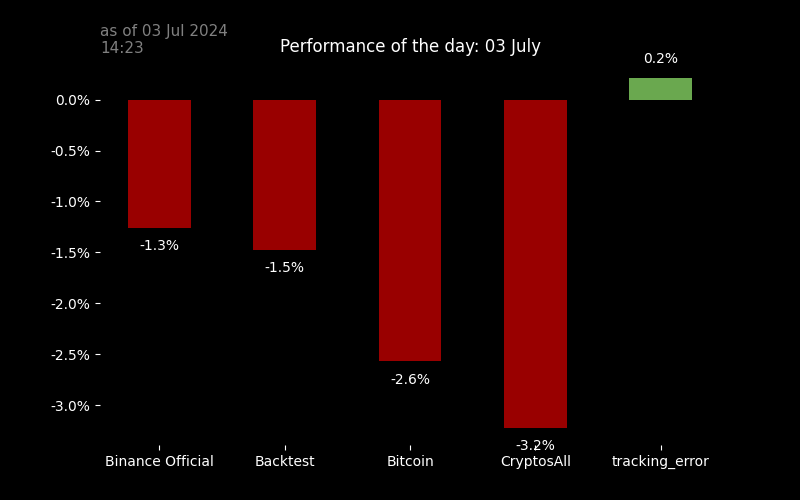 as of 03 Jul 2024
14:23
Performance of the day: 03 July
0.2%
0.0%
-0.5%
-1.0%
-1.5%
-2.0%
-2.5%
-3.0%
-1.3%
-1.5%
-2.6%
-3.2%
Binance Official
Backtest
Bitcoin
CryptosAll
tracking_error